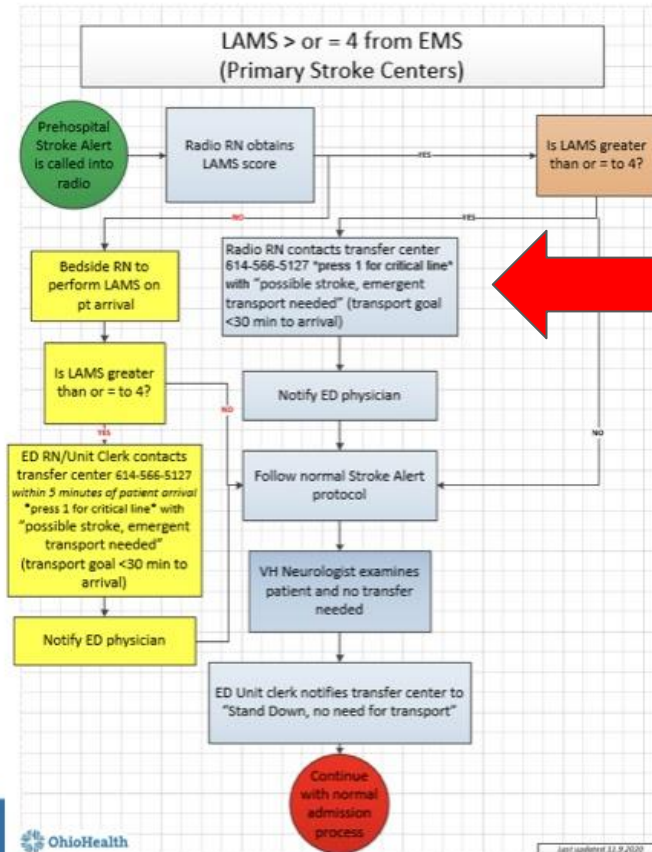 LAMS > or = 4 from EMS
(Primary Stroke Centers)
Prehospital
Stroke Alert
is called into
radio
Radio RN obtains
LAMS score
YES
Is LAMS greater
than or = to 4?
NO
YES
Bedside RN to
perform LAMS on
pt arrival
Radio RN contacts transfer center
614-566-5127 *press 1 for critical line*
with "possible stroke, emergent
transport needed" (transport goal
<30 min to arrival)
Is LAMS greater
than or = to 4?
NO
Notify ED physician
NO
YES
ED RN/Unit Clerk contacts
transfer center 614-566-5127
within 5 minutes of patient arrival
*press 1 for critical line* with
"possible stroke, emergent
transport needed"
(transport goal <30 min to
arrival)
Follow normal Stroke Alert
protocol
VH Neurologist examines
patient and no transfer
needed
Notify ED physician
ED Unit clerk notifies transfer center to
"Stand Down, no need for transport"
Continue
with normal
admission
process
OhioHealth
Last updated 11.9.2020